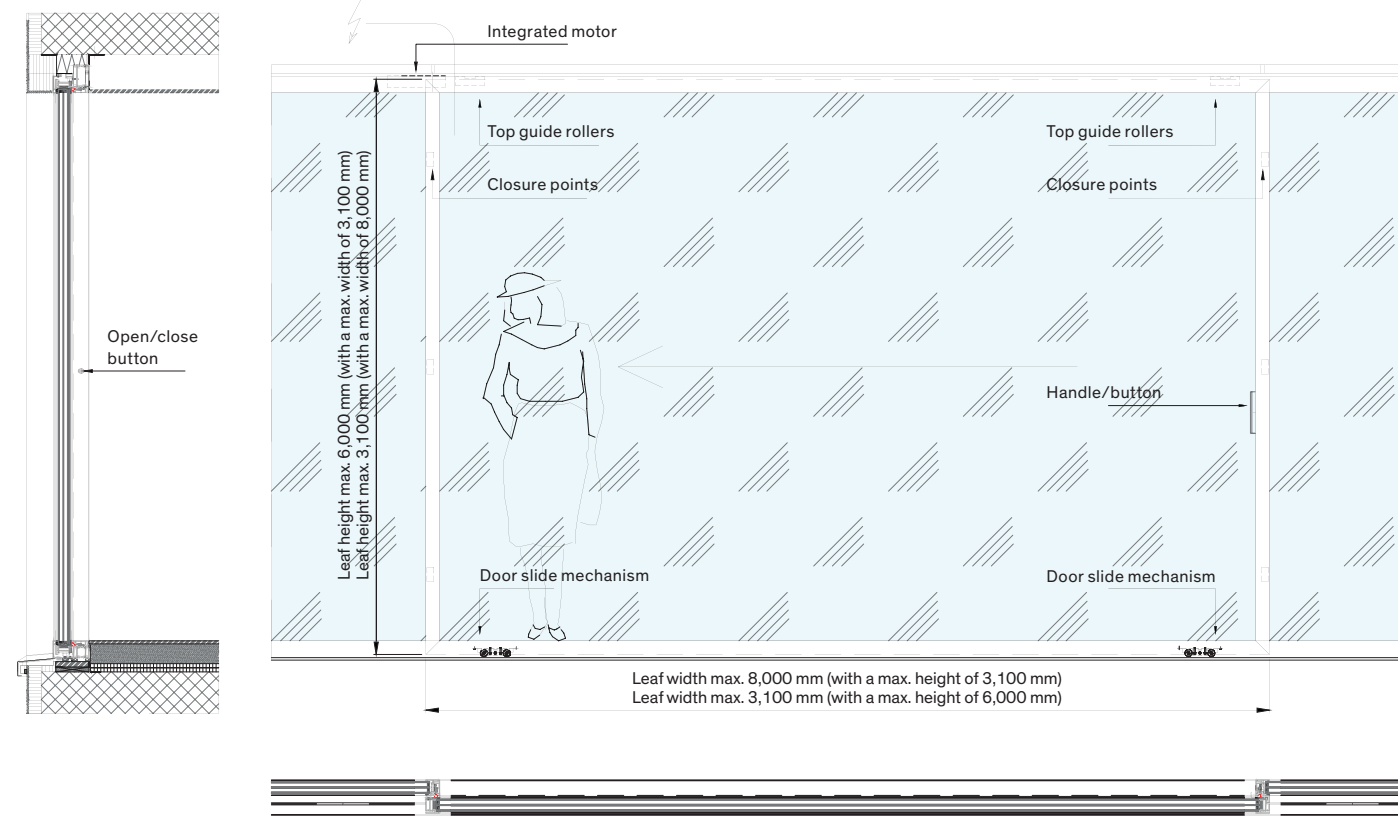 Integrated motor
Top guide rollers
Top guide rollers
Closure points
Closure points
Open/close
button
Leaf height max. 6,000 mm (with a max. width of 3,100 mm)
Leaf height max. 3,100 mm (with a max. width of 8,000 mm)
Handle/button
Door slide mechanism
Door slide mechanism
Leaf width max. 8,000 mm (with a max. height of 3,100 mm)
Leaf width max. 3,100 mm (with a max. height of 6,000 mm)